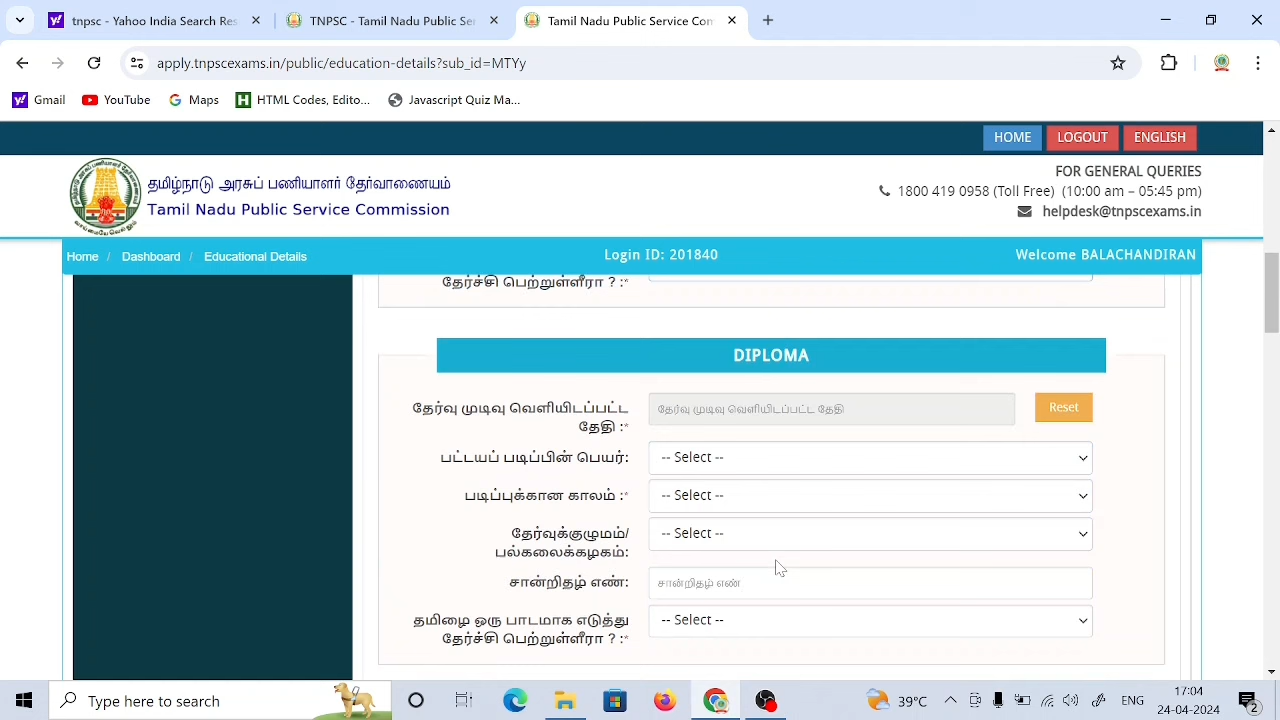 tnpsc - Yahoo India Search Res
TNPSC - Tamil Nadu Public Ser
Tamil Nadu Public Service Com
apply.tnpscexams.in/public/education-details?sub_id=MTYy
Gmail YouTube Maps HTML Codes, Edito... Javascript Quiz Ma...
HOME LOGOUT ENGLISH
தமிழ்நாடு அரசுப் பணியாளர் தேர்வாணையம்
Tamil Nadu Public Service Commission
FOR GENERAL QUERIES
1800 419 0958 (Toll Free) (10:00 am – 05:45 pm)
helpdesk@tnpscexams.in
Home / Dashboard / Educational Details Login ID: 201840 Welcome BALACHANDIRAN
தேர்ச்சி பெற்றுள்ளீரா ? :*
DIPLOMA
தேர்வு முடிவு வெளியிடப்பட்ட
தேதி :*
தேர்வு முடிவு வெளியிடப்பட்ட தேதி Reset
பட்டயப் படிப்பின் பெயர்: -- Select --
படிப்புக்கான காலம் :* -- Select --
தேர்வுக்குழுமம்/
பல்கலைக்கழகம்:
-- Select --
சான்றிதழ் எண்: சான்றிதழ் எண்
தமிழை ஒரு பாடமாக எடுத்து
தேர்ச்சி பெற்றுள்ளீரா ? :*
-- Select --
Type here to search 39°C ENG 17:04
24-04-2024 2